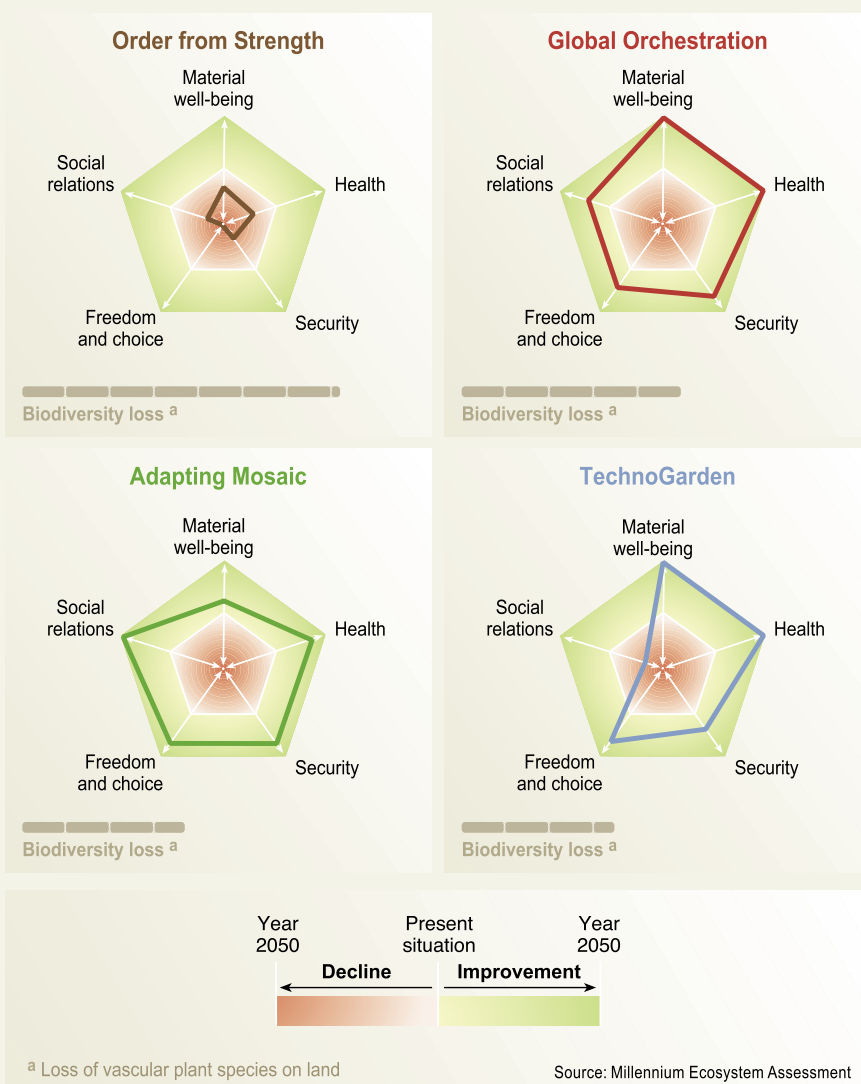 Order from Strength
Material
well-being
Social
relations
Health
Freedom
and choice
Security
Biodiversity loss a
Global Orchestration
Material
well-being
Social
relations
Health
Freedom
and choice
Security
Biodiversity loss a
Adapting Mosaic
Material
well-being
Social
relations
Health
Freedom
and choice
Security
Biodiversity loss a
TechnoGarden
Material
well-being
Social
relations
Health
Freedom
and choice
Security
Biodiversity loss a
Year
2050
Present
situation
Year
2050
Decline
Improvement
a Loss of vascular plant species on land
Source: Millennium Ecosystem Assessment